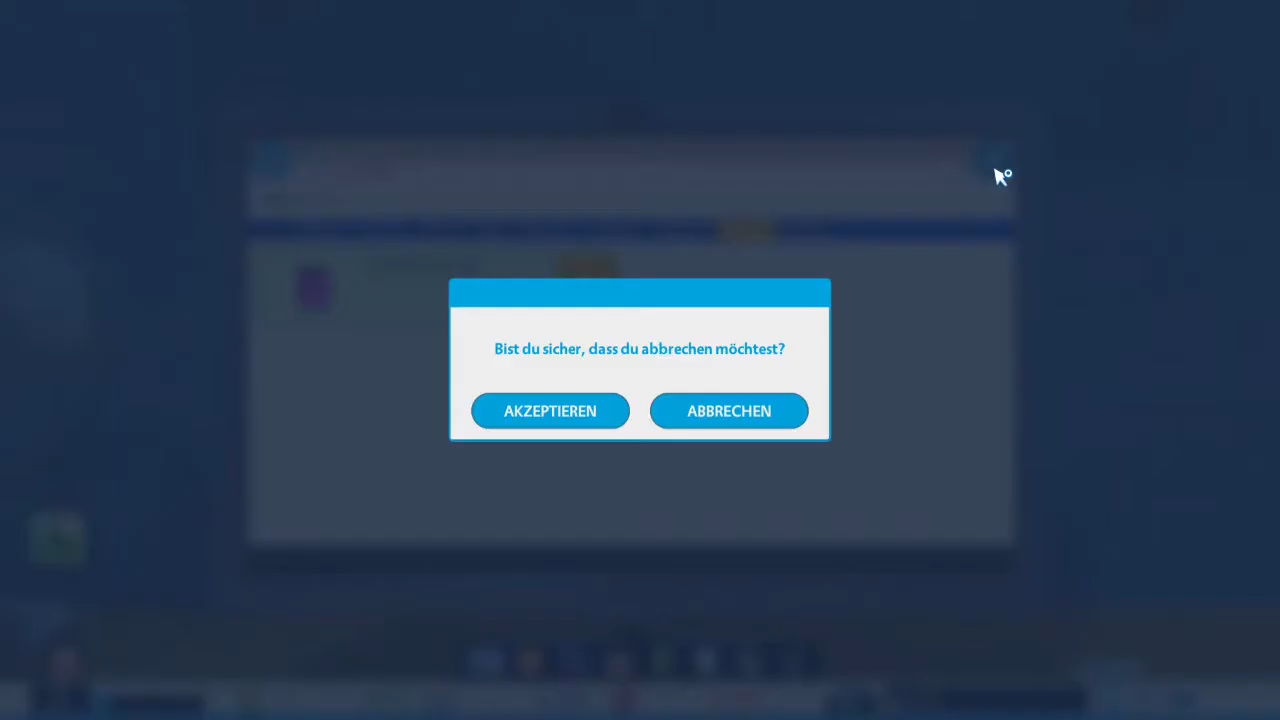 Bist du sicher, dass du abbrechen möchtest?
AKZEPTIEREN
ABBRECHEN